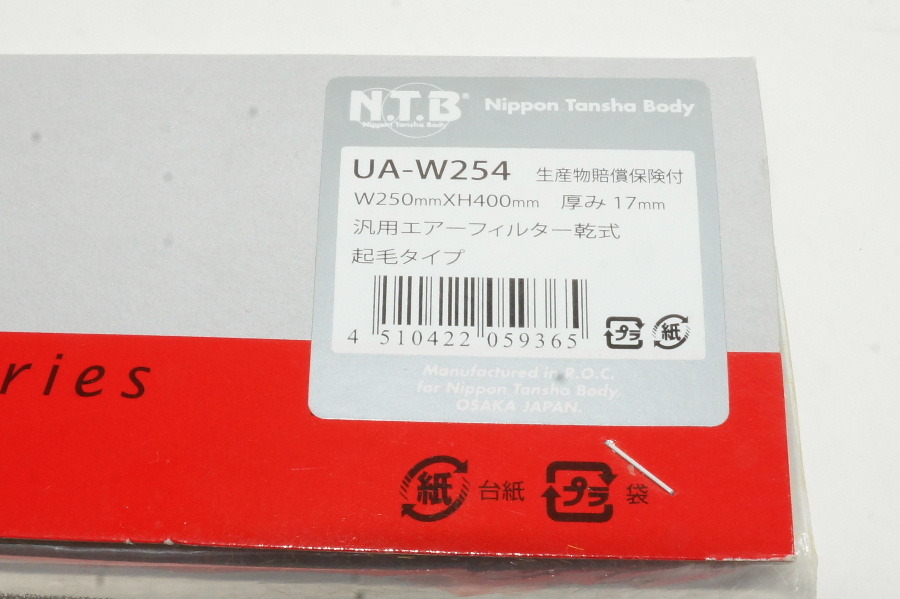 N.T.B® Nippon Tansha Body
Nippon Tansha Body
UA-W254 生産物賠償保険付
W250mmXH400mm 厚み 17mm
汎用エアーフィルター乾式
起毛タイプ
4 510422 059365
プラ 紙
Manufactured in R.O.C.
for Nippon Tansha Body,
OSAKA JAPAN.
ries
紙 台紙 プラ 袋